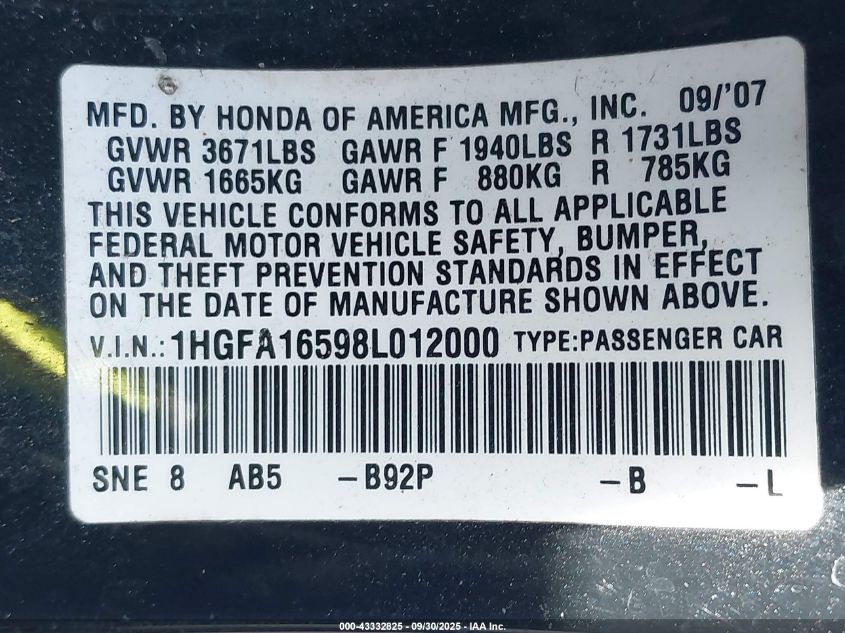 MFD. BY HONDA OF AMERICA MFG., INC. 09/'07
GVWR 3671LBS GAWR F 1940LBS R 1731LBS
GVWR 1665KG GAWR F 880KG R 785KG
THIS VEHICLE CONFORMS TO ALL APPLICABLE
FEDERAL MOTOR VEHICLE SAFETY, BUMPER,
AND THEFT PREVENTION STANDARDS IN EFFECT
ON THE DATE OF MANUFACTURE SHOWN ABOVE.
V.I.N.: 1HGFA16598L012000 TYPE:PASSENGER CAR
SNE 8 AB5 -B92P -B -L
000-43332825 - 09/30/2025 - IAA Inc.